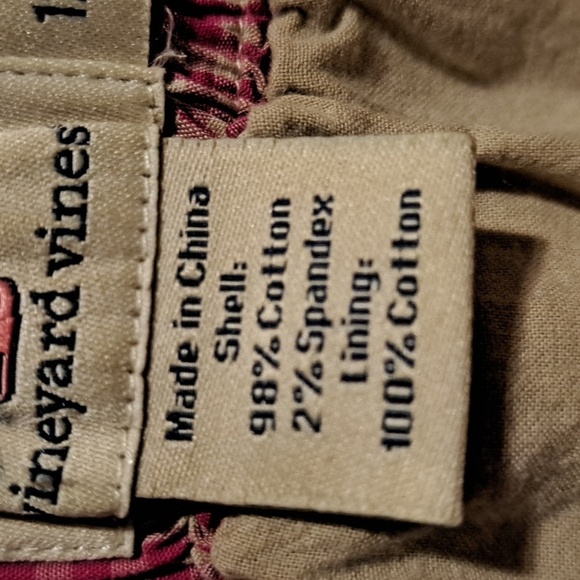 vineyard vines
Made in China
Shell:
98% Cotton
2% Spandex
Lining:
100% Cotton